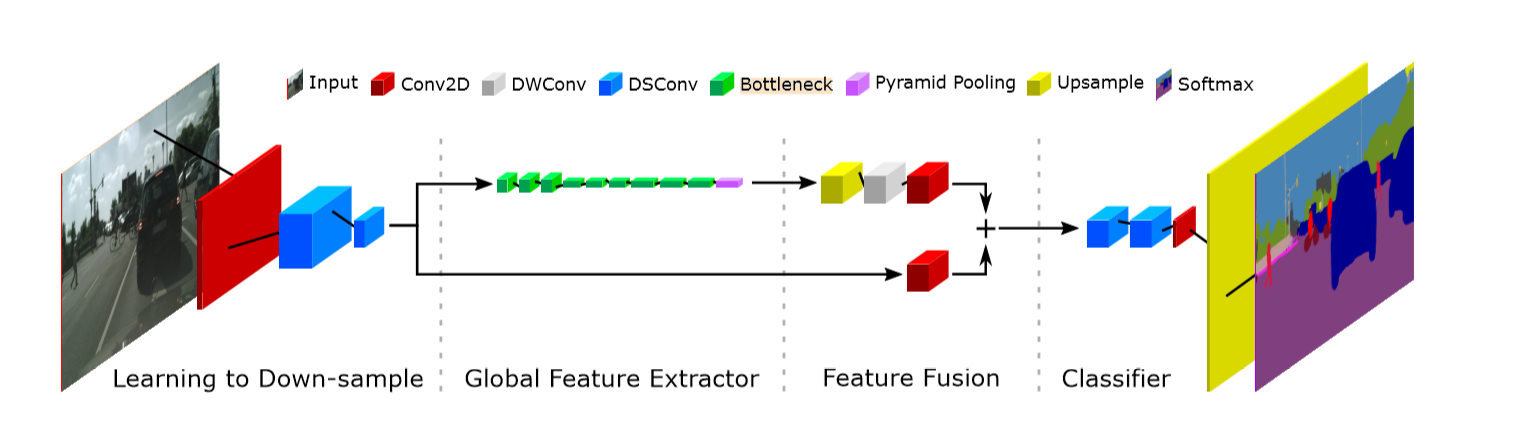 Input Conv2D DWConv DSConv Bottleneck Pyramid Pooling Upsample Softmax
Learning to Down-sample Global Feature Extractor Feature Fusion Classifier